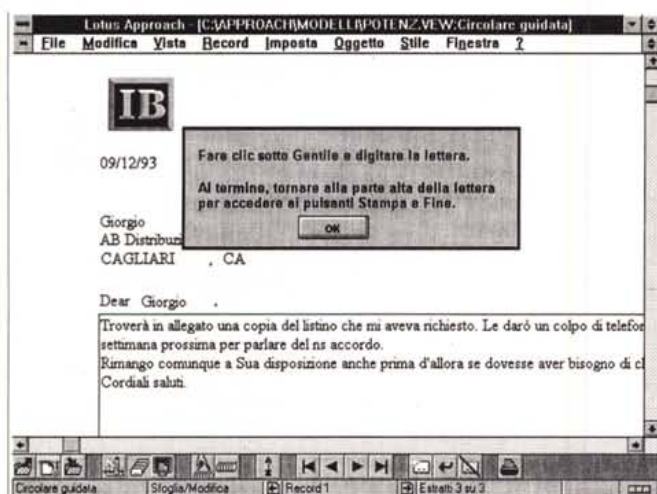 Lotus Approach - [C:\APPROACH\MODELLI\POTENZ.VEW:Circolare guidata]
File Modifica Vista Record Imposta Oggetto Stile Finestra ?
IB
09/12/93
Fare clic sotto Gentile e digitare la lettera.
Al termine, tornare alla parte alta della lettera
per accedere ai pulsanti Stampa e Fine.
OK
Giorgio
AB Distribuzi
CAGLIARI , CA
Dear Giorgio ,
Troverà in allegato una copia del listino che mi aveva richiesto. Le darò un colpo di telefor
settimana prossima per parlare del ns accordo.
Rimango comunque a Sua disposizione anche prima d'allora se dovesse aver bisogno di cl
Cordiali saluti.
Circolare guidata Sfoglia/Modifica Record 1 Estratti 3 su 3